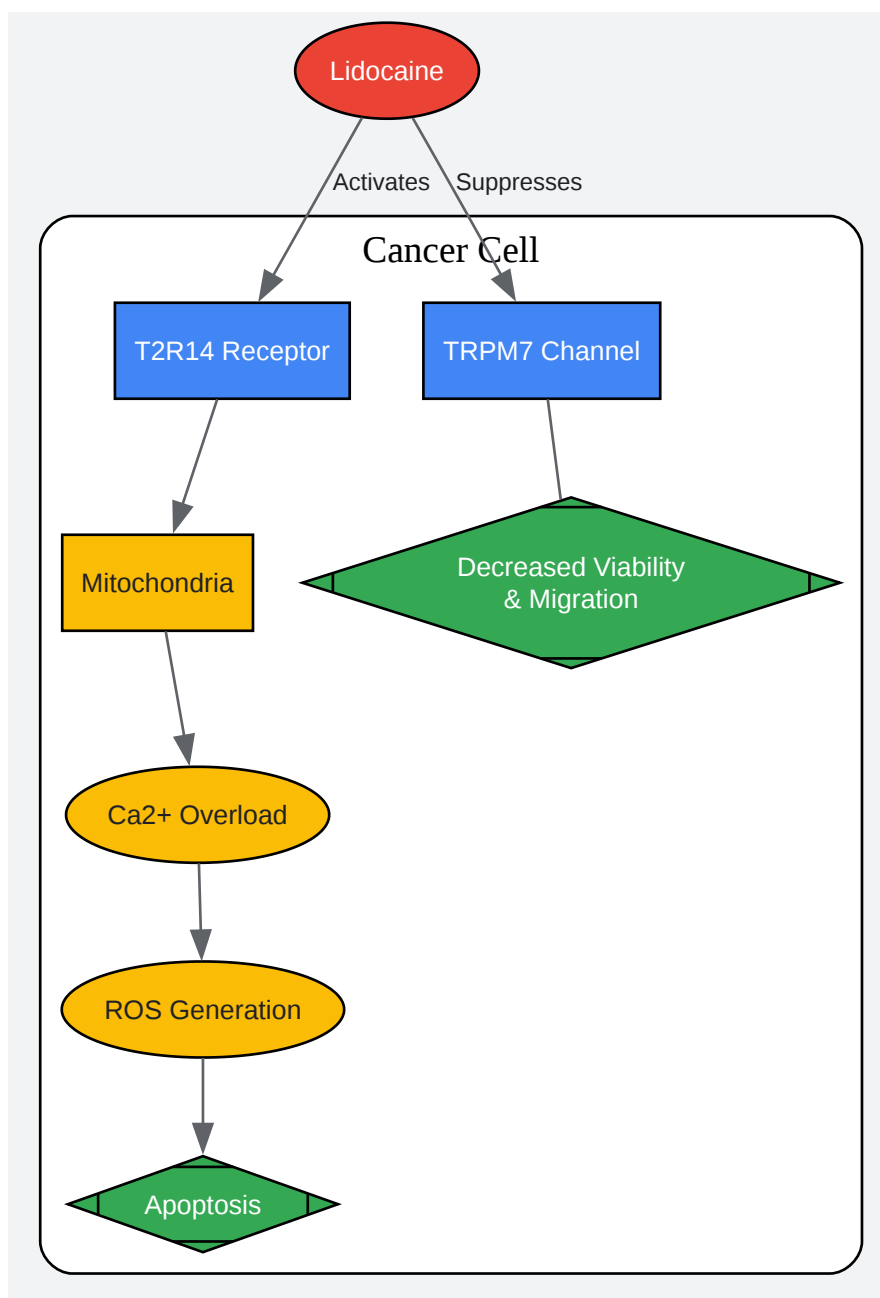 Lidocaine
Activates
Suppresses
Cancer Cell
T2R14 Receptor
TRPM7 Channel
Mitochondria
Decreased Viability
& Migration
Ca2+ Overload
ROS Generation
Apoptosis